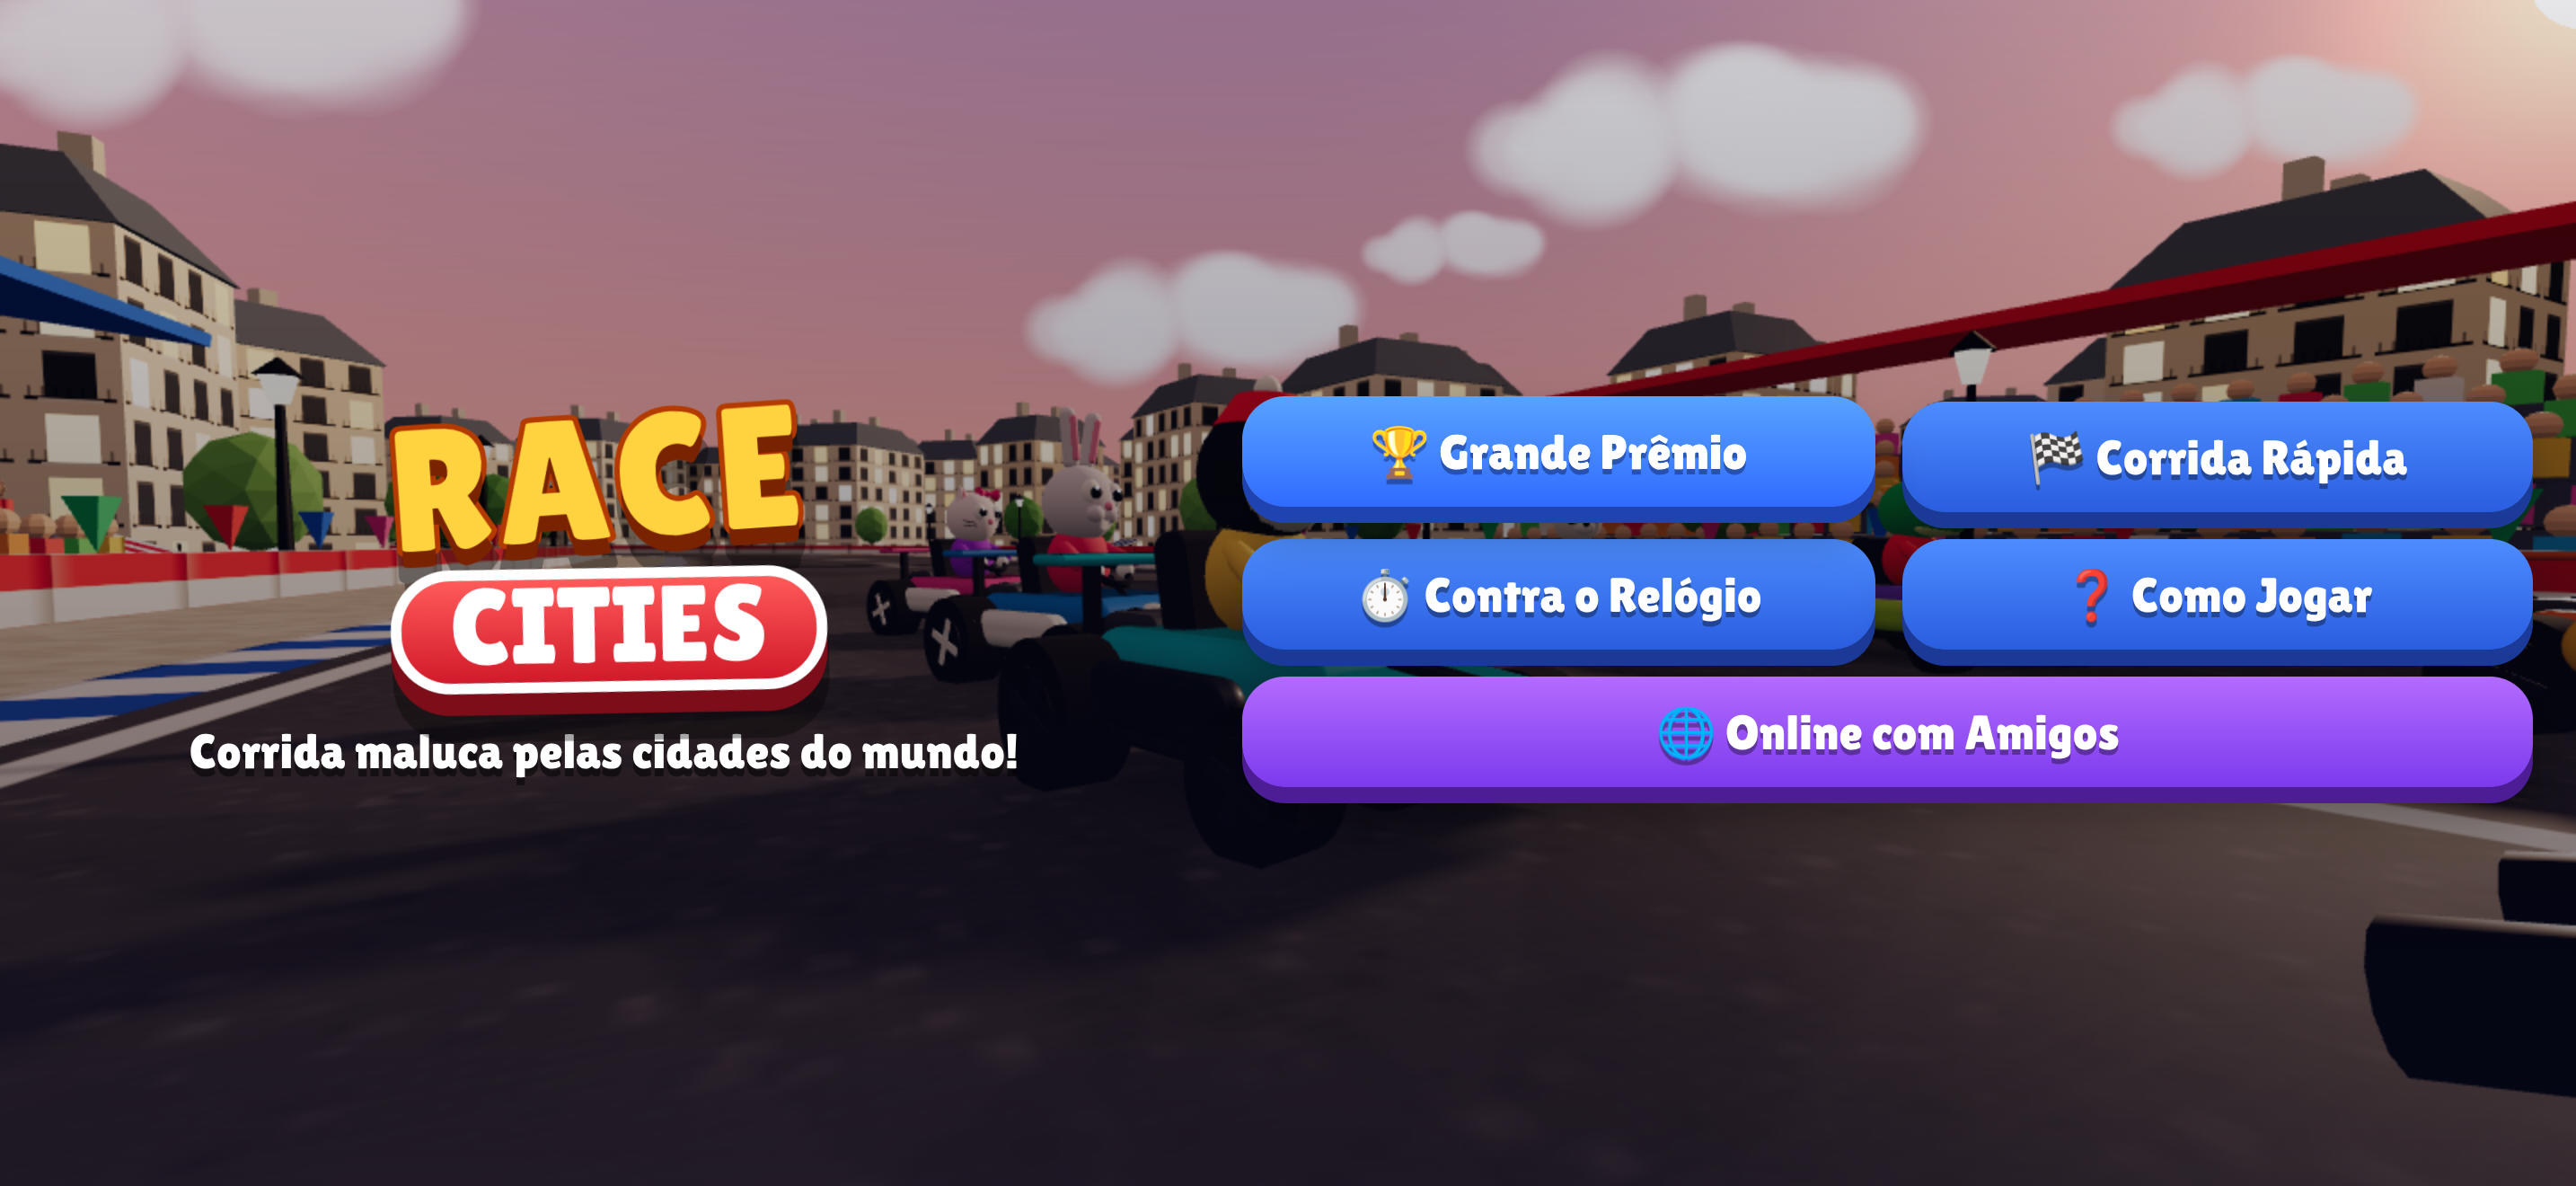 RACE
CITIES
Corrida maluca pelas cidades do mundo!
🏆 Grande Prêmio
🏁 Corrida Rápida
⏱️ Contra o Relógio
❓ Como Jogar
🌐 Online com Amigos